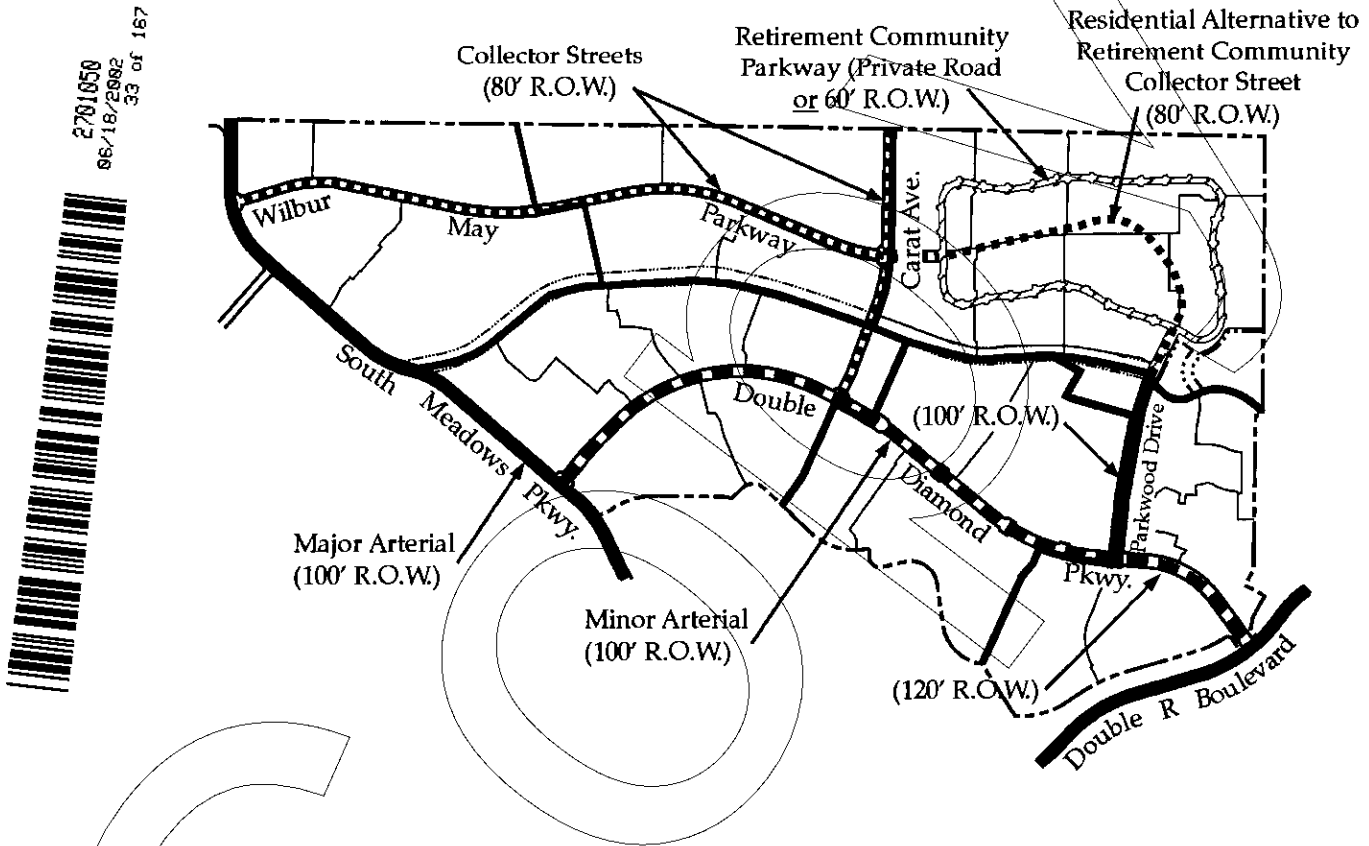 2701050
06/18/2002
33 of 167
Collector Streets
(80' R.O.W.)
Retirement Community
Parkway (Private Road
or 60' R.O.W.)
Residential Alternative to
Retirement Community
Collector Street
(80' R.O.W.)
Wilbur
May
Parkway
Carat Ave.
South
Meadows
Pkwy.
Double
Diamond
Pkwy.
(100' R.O.W.)
Parkwood Drive
Major Arterial
(100' R.O.W.)
Minor Arterial
(100' R.O.W.)
(120' R.O.W.)
Double R Boulevard